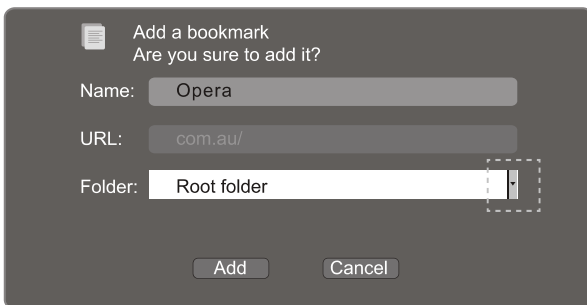 Add a bookmark
Are you sure to add it?
Name: Opera
URL: com.au/
Folder: Root folder
Add Cancel